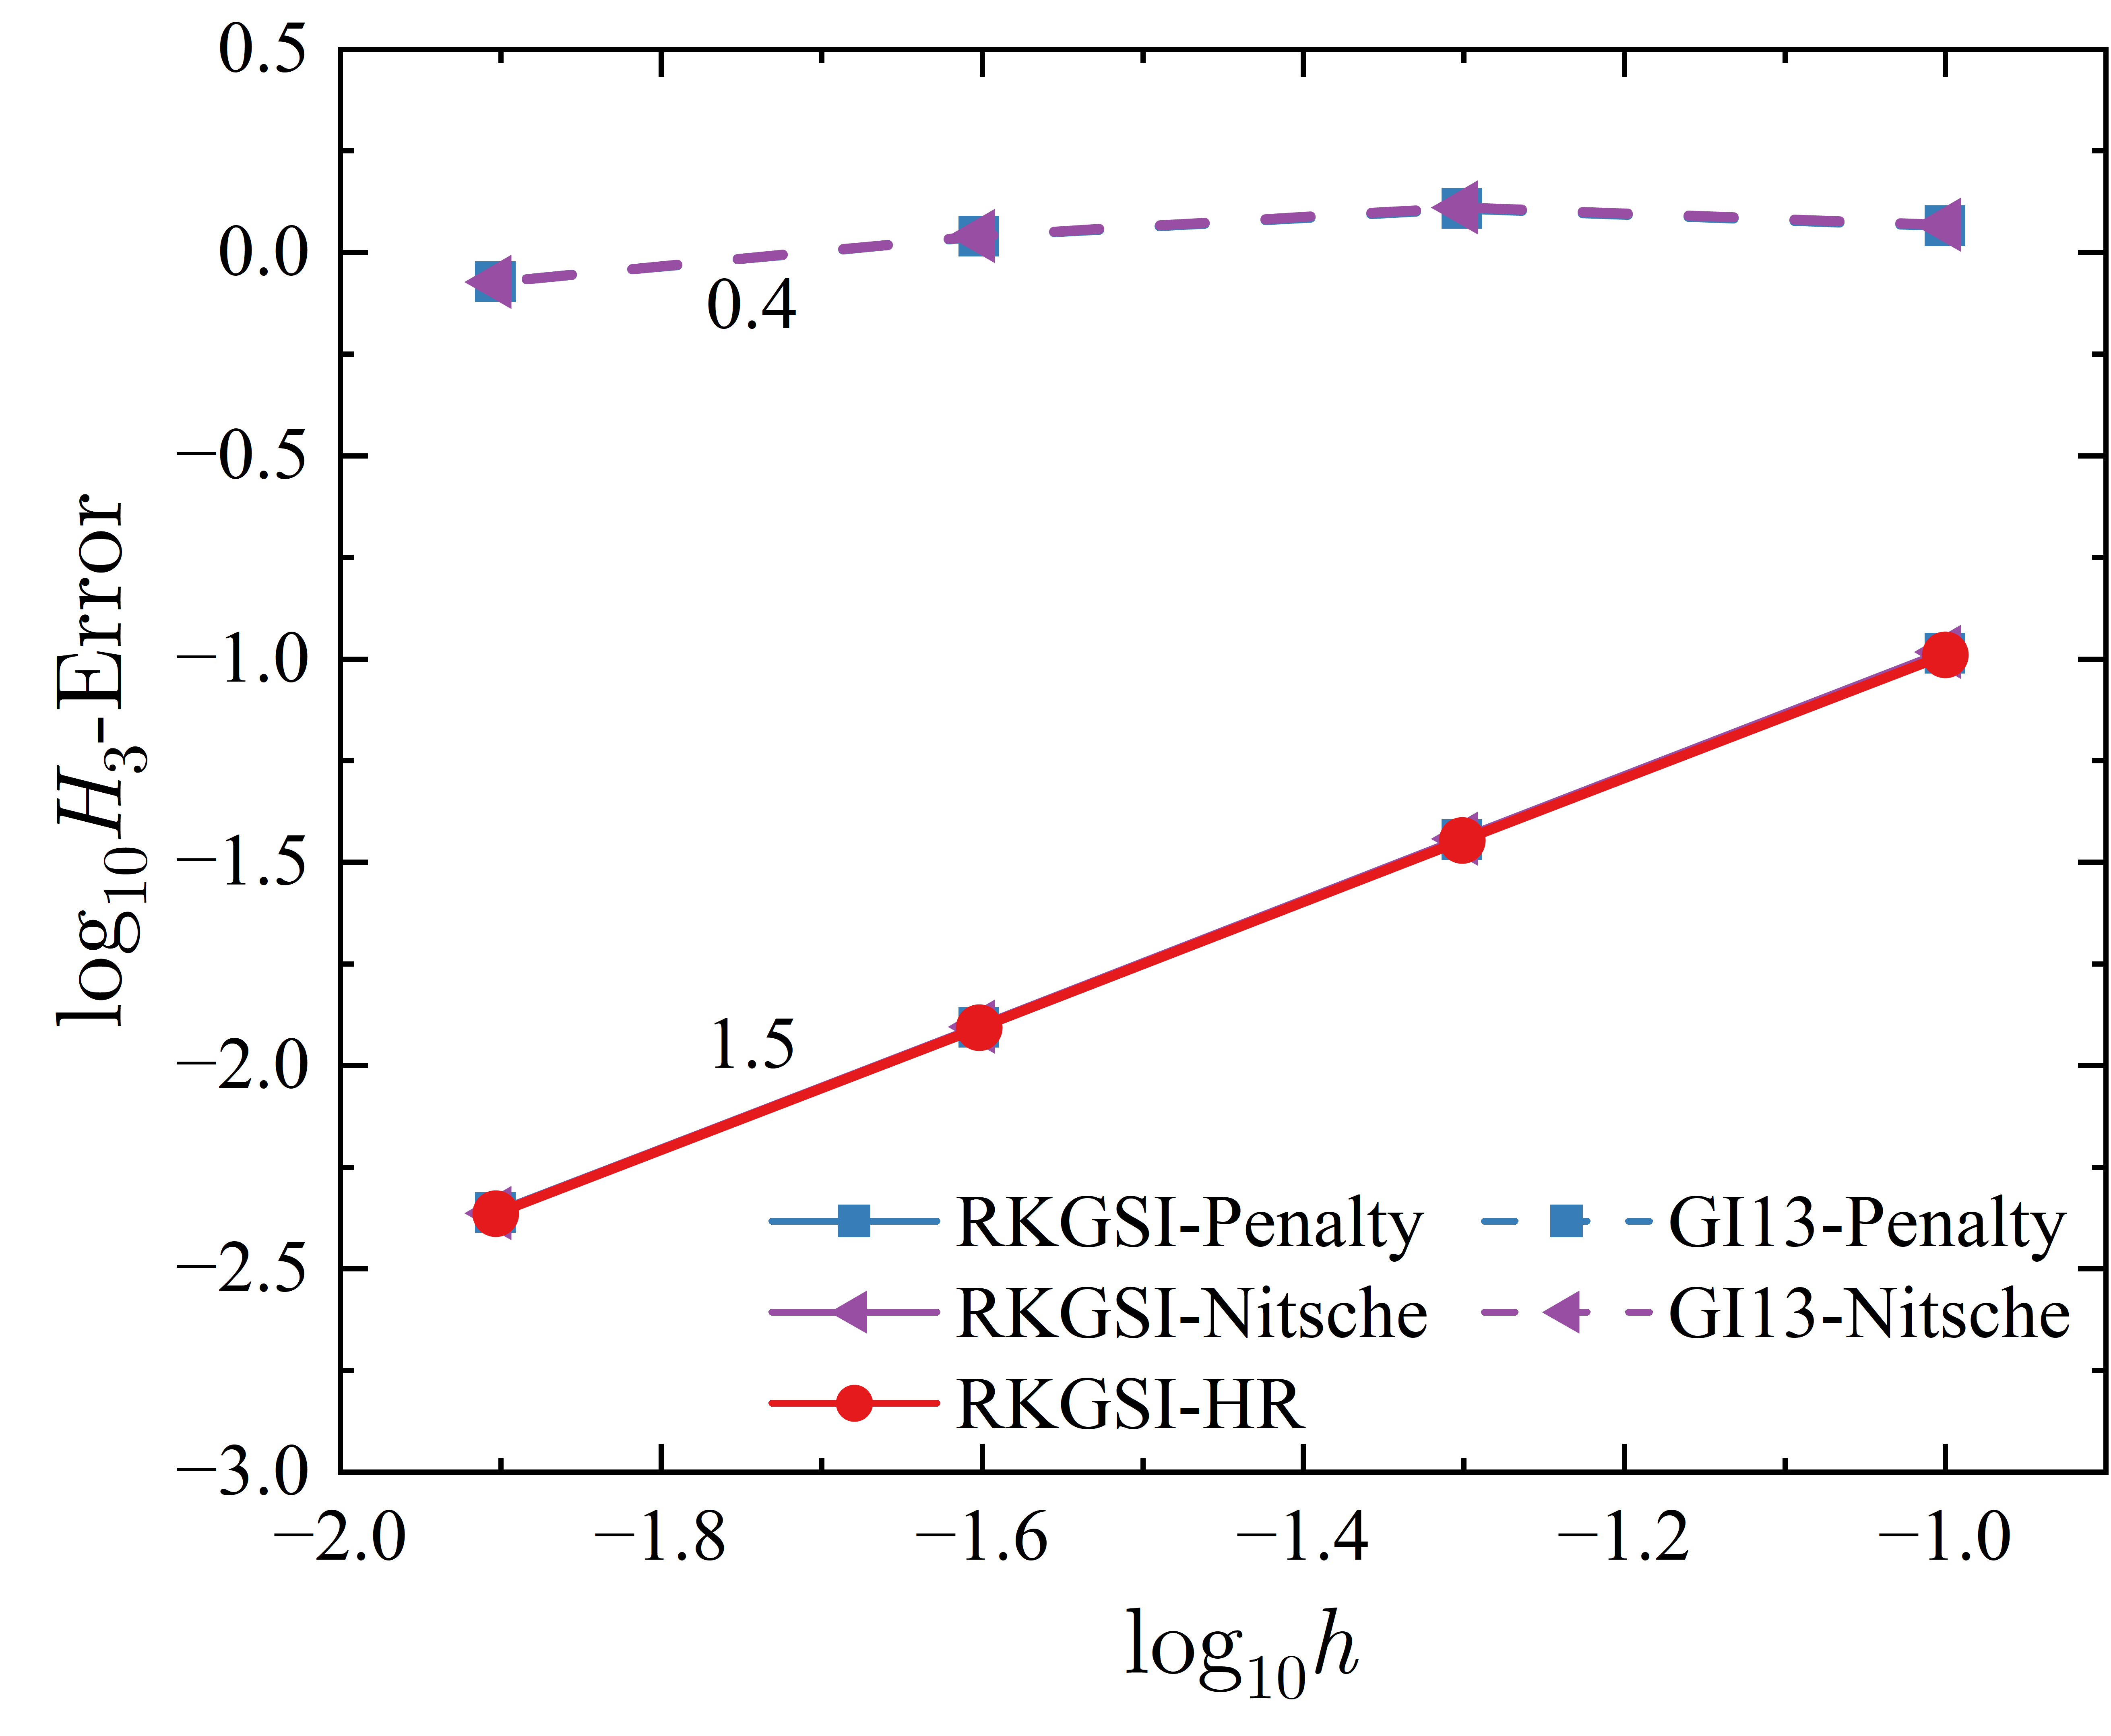 0.5
0.0
−0.5
−1.0
−1.5
−2.0
−2.5
−3.0
log₁₀H₃-Error
0.4
1.5
RKGSI-Penalty
GI13-Penalty
RKGSI-Nitsche
GI13-Nitsche
RKGSI-HR
−2.0 −1.8 −1.6 −1.4 −1.2 −1.0
log₁₀h